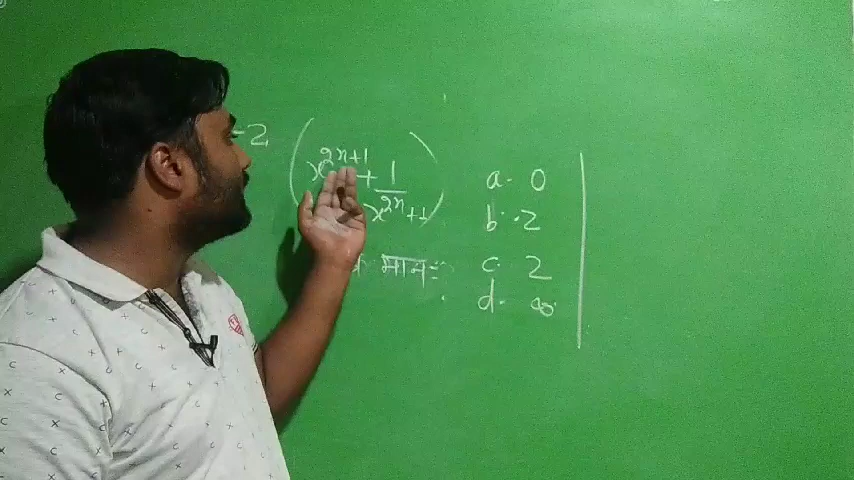 -2 (x^2n+1 + 1/x^2n+1)
मान =
a. 0
b. -2
c. 2
d. ∞